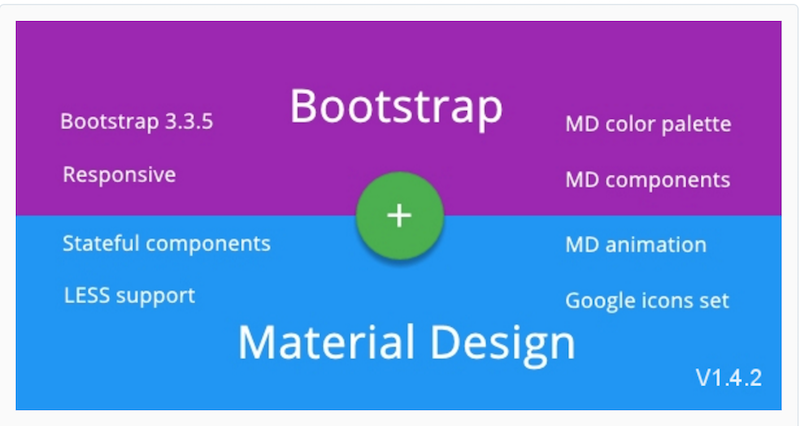 Bootstrap
Bootstrap 3.3.5
MD color palette
Responsive
MD components
+
Stateful components
MD animation
LESS support
Google icons set
Material Design
V1.4.2